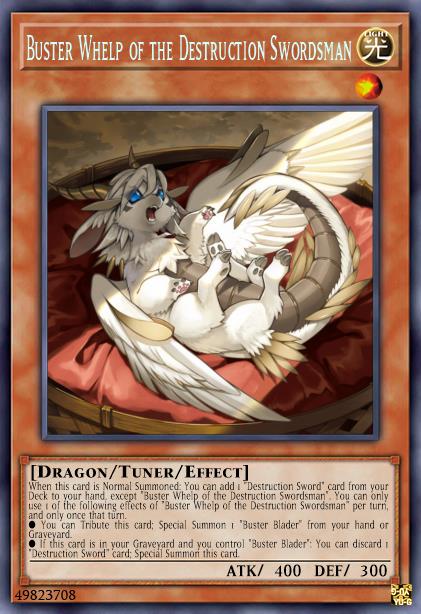 Buster Whelp of the Destruction Swordsman
LIGHT
光
[Dragon/Tuner/Effect]
When this card is Normal Summoned: You can add 1 "Destruction Sword" card from your
Deck to your hand, except "Buster Whelp of the Destruction Swordsman". You can only
use 1 of the following effects of "Buster Whelp of the Destruction Swordsman" per turn,
and only once that turn.
● You can Tribute this card; Special Summon 1 "Buster Blader" from your hand or
Graveyard.
● If this card is in your Graveyard and you control "Buster Blader": You can discard 1
"Destruction Sword" card; Special Summon this card.
ATK/ 400 DEF/ 300
49823708